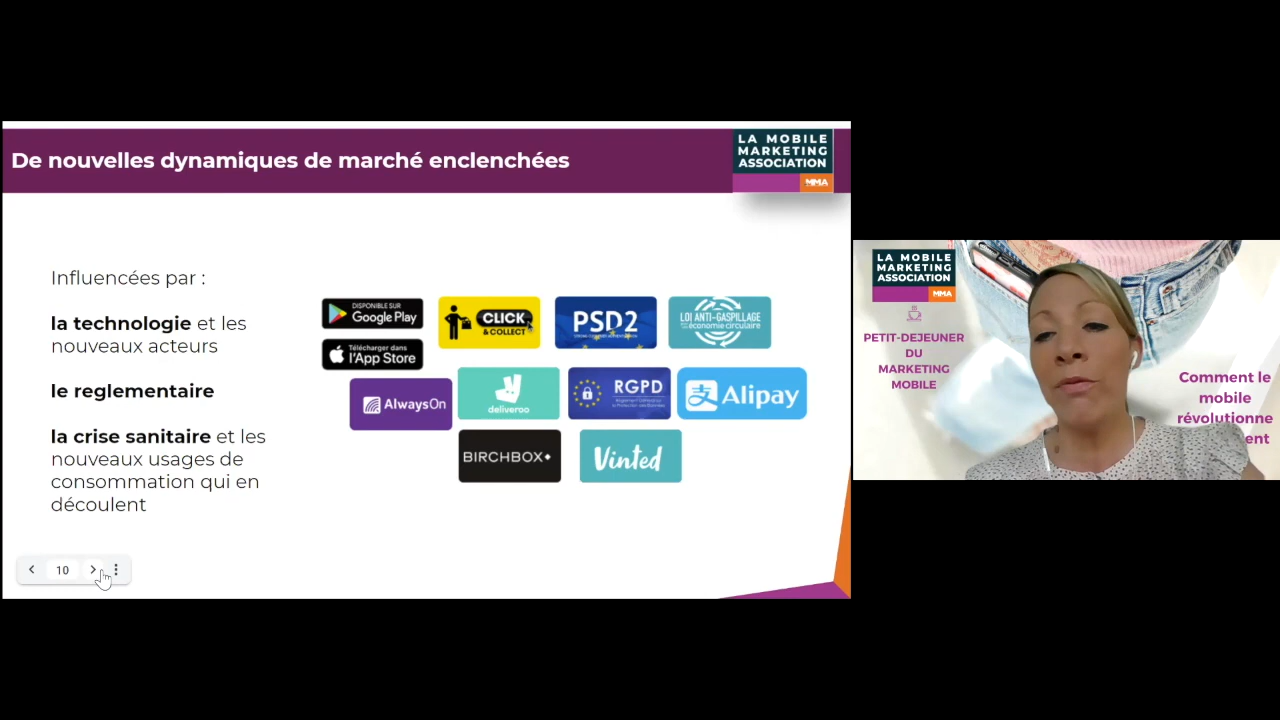 De nouvelles dynamiques de marché enclenchées
LA MOBILE
MARKETING
ASSOCIATION
MMA
Influencées par :
la technologie et les
nouveaux acteurs
le reglementaire
la crise sanitaire et les
nouveaux usages de
consommation qui en
découlent
DISPONIBLE SUR
Google Play
Télécharger dans
l'App Store
CLICK
& COLLECT
PSD2
LOI ANTI-GASPILLAGE
économie circulaire
AlwaysOn
deliveroo
RGPD
Alipay
BIRCHBOX
Vinted
10
LA MOBILE
MARKETING
ASSOCIATION
MMA
PETIT-DEJEUNER
DU
MARKETING
MOBILE
Comment le
mobile
révolutionne
ent